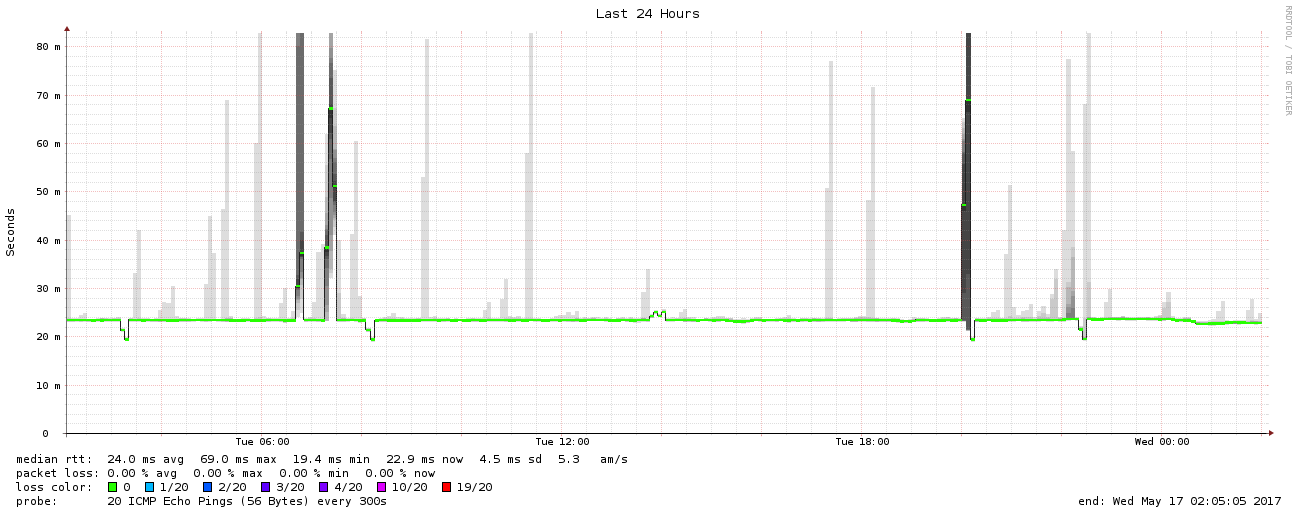 Last 24 Hours
RRDTOOL / TOBI OETIKER
Seconds
80 m
70 m
60 m
50 m
40 m
30 m
20 m
10 m
0
Tue 06:00 Tue 12:00 Tue 18:00 Wed 00:00
median rtt: 24.0 ms avg 69.0 ms max 19.4 ms min 22.9 ms now 4.5 ms sd 5.3 am/s
packet loss: 0.00 % avg 0.00 % max 0.00 % min 0.00 % now
loss color: 0 1/20 2/20 3/20 4/20 10/20 19/20
probe: 20 ICMP Echo Pings (56 Bytes) every 300s end: Wed May 17 02:05:05 2017